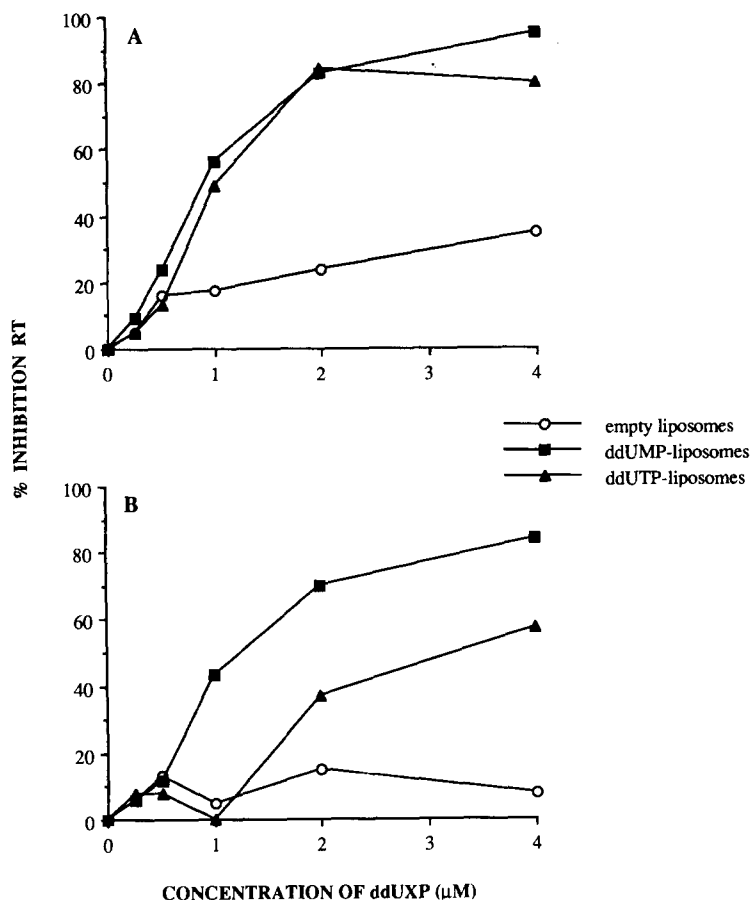 100
A
80
60
40
20
0
0 1 2 3 4
% INHIBITION RT
empty liposomes
ddUMP-liposomes
ddUTP-liposomes
100
B
80
60
40
20
0
0 1 2 3 4
CONCENTRATION OF ddUXP (μM)